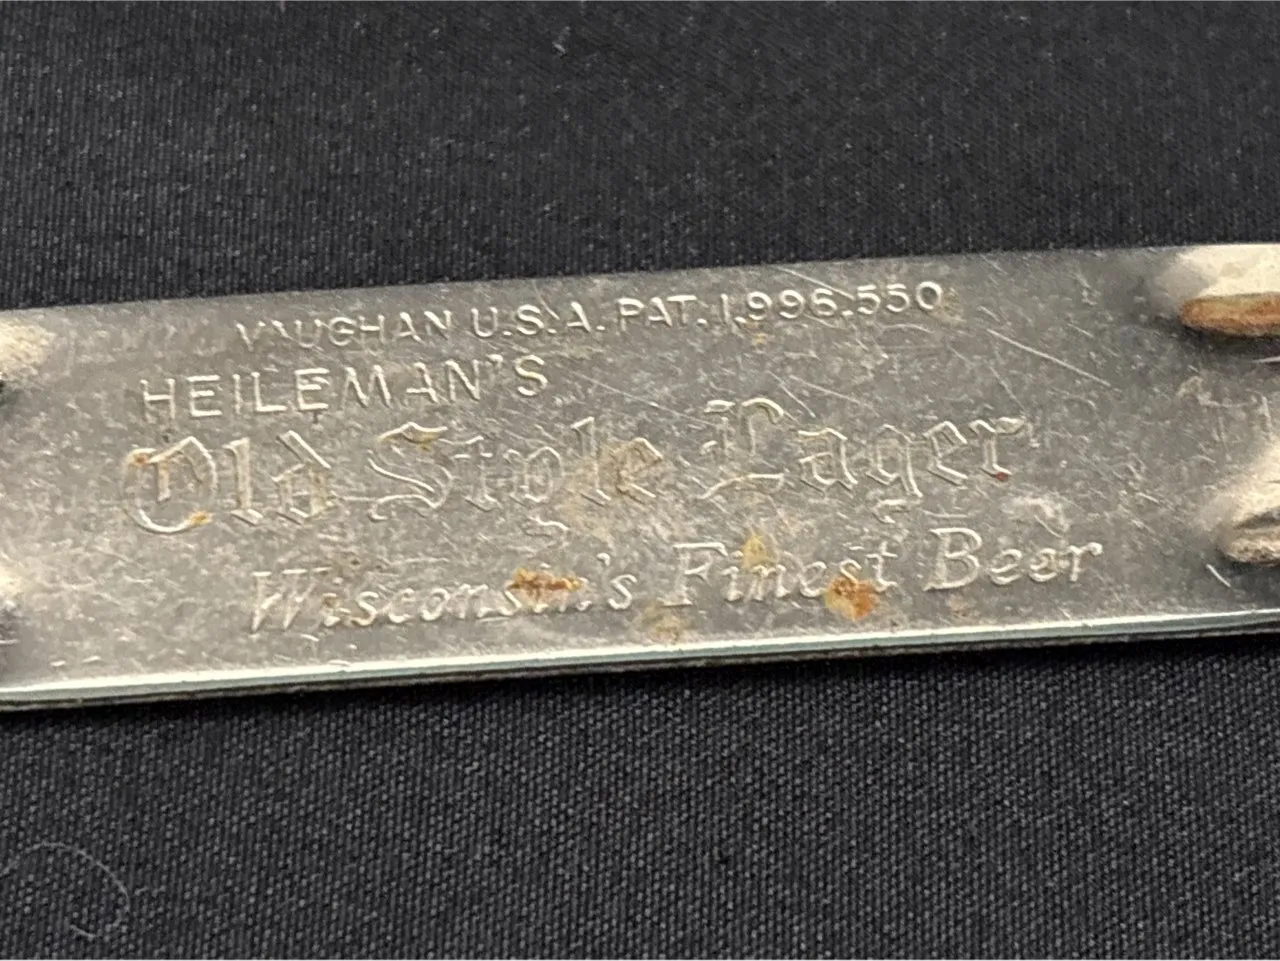 VAUGHAN U.S.A. PAT. 1.996.550
HEILEMAN'S
Old Style Lager
Wisconsin's Finest Beer